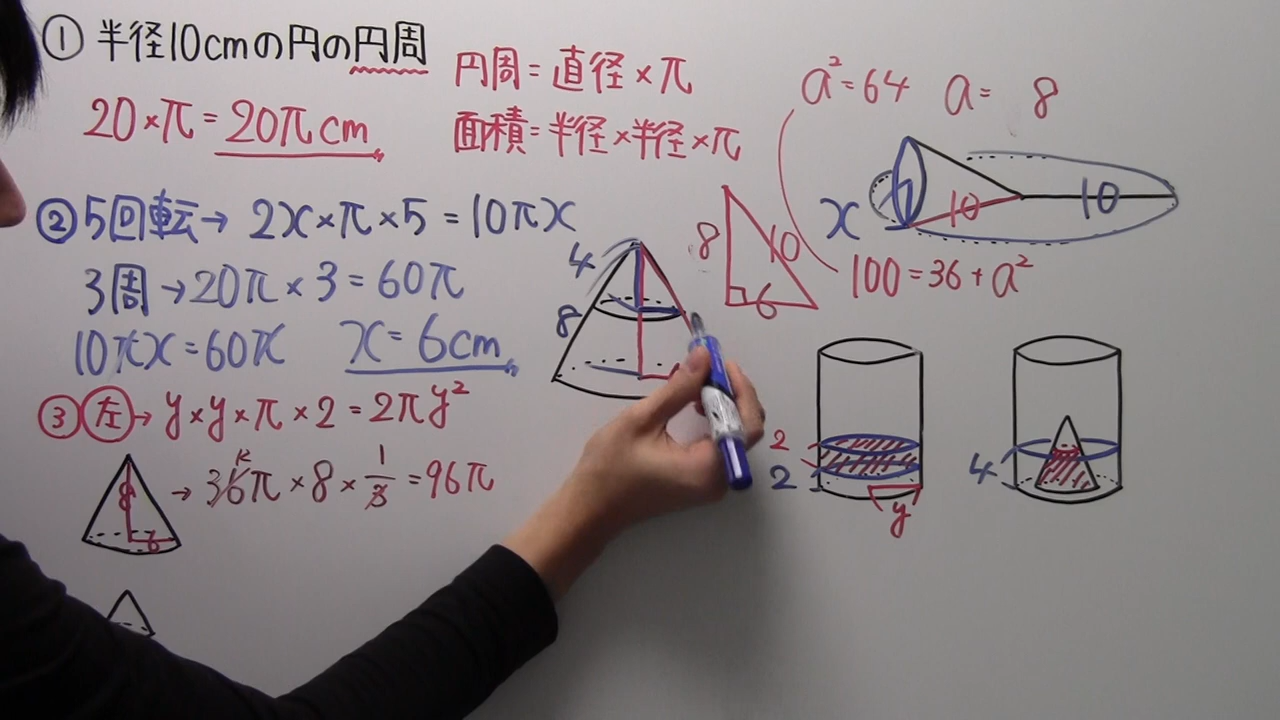 ① 半径10cmの円の円周
20×π=20πcm
円周=直径×π
面積=半径×半径×π
a²=64 a= 8
②5回転→ 2x×π×5=10πx
3周→20π×3=60π
10πx=60π x=6cm
4
8
8
10
6
x
10
10
100=36+a²
③左→ y×y×π×2=2πy²
8
6
→36π×8×1/3=96π
12
2
2
y
4